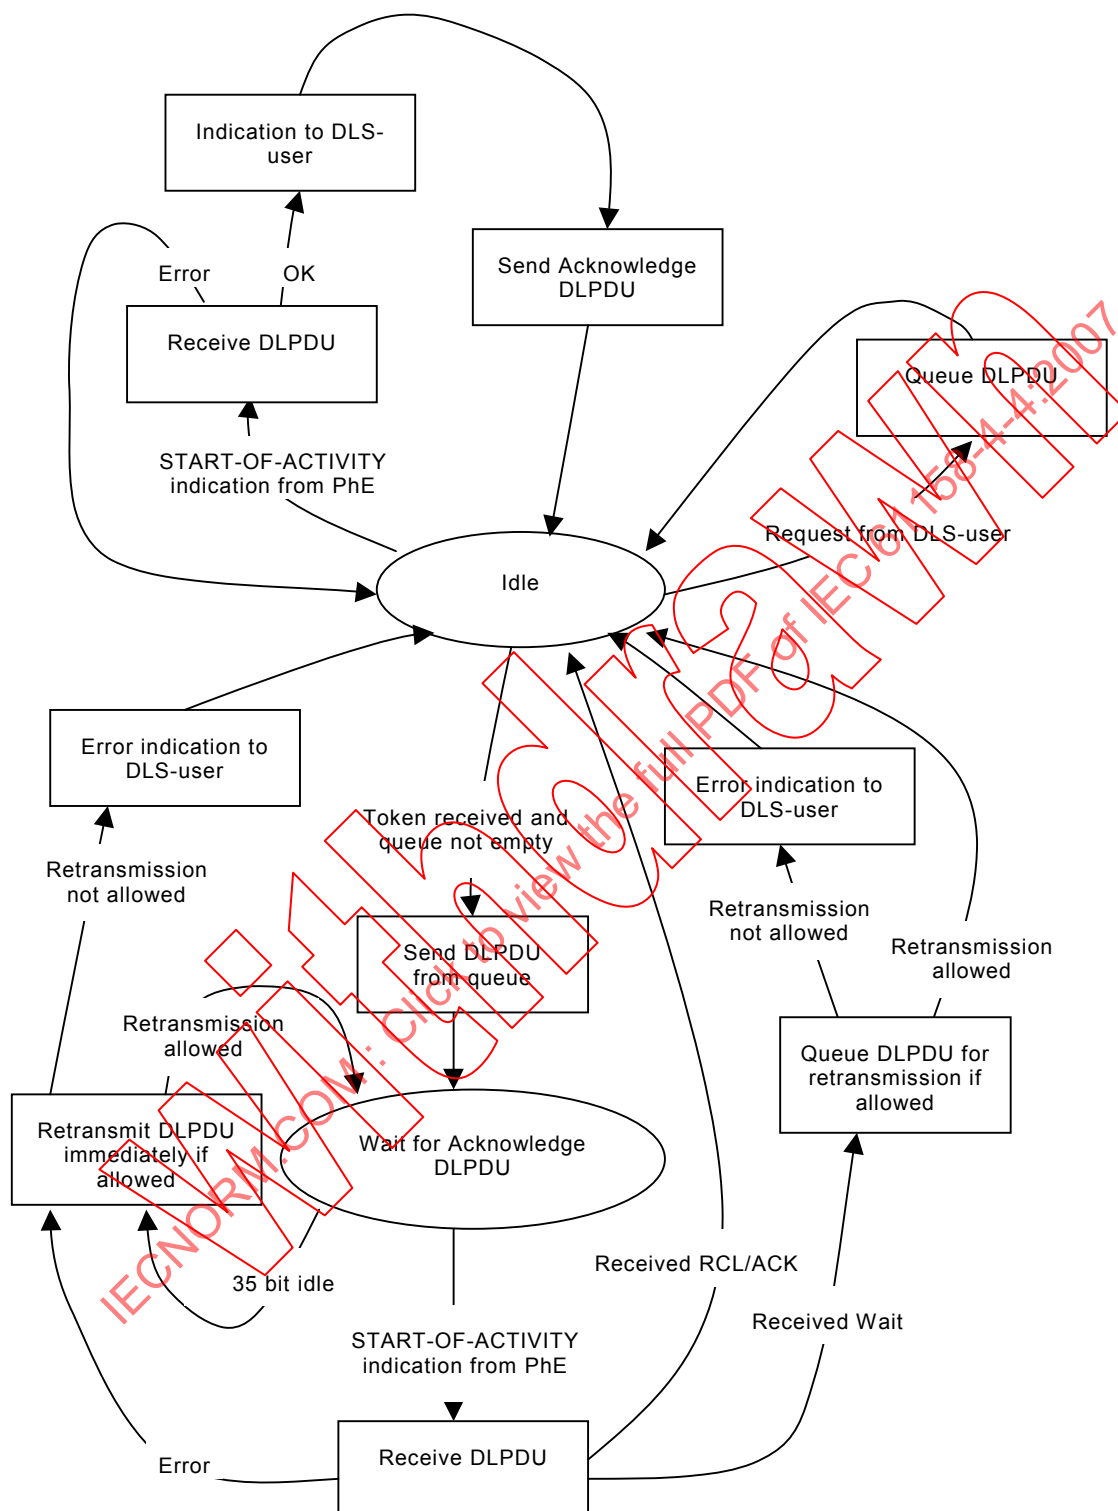 Indication to DLS-
user
Error
OK
Send Acknowledge
DLPDU
Receive DLPDU
Queue DLPDU
START-OF-ACTIVITY
indication from PhE
Request from DLS-user
Idle
Error indication to
DLS-user
Error indication to
DLS-user
Token received and
queue not empty
Retransmission
not allowed
Retransmission
not allowed
Retransmission
allowed
Send DLPDU
from queue
Retransmission
allowed
Queue DLPDU for
retransmission if
allowed
Retransmit DLPDU
immediately if
allowed
Wait for Acknowledge
DLPDU
35 bit idle
Received RCL/ACK
Received Wait
START-OF-ACTIVITY
indication from PhE
Error
Receive DLPDU
IECNORM.COM : Click to view the full PDF of IEC 61158-4-4:2007